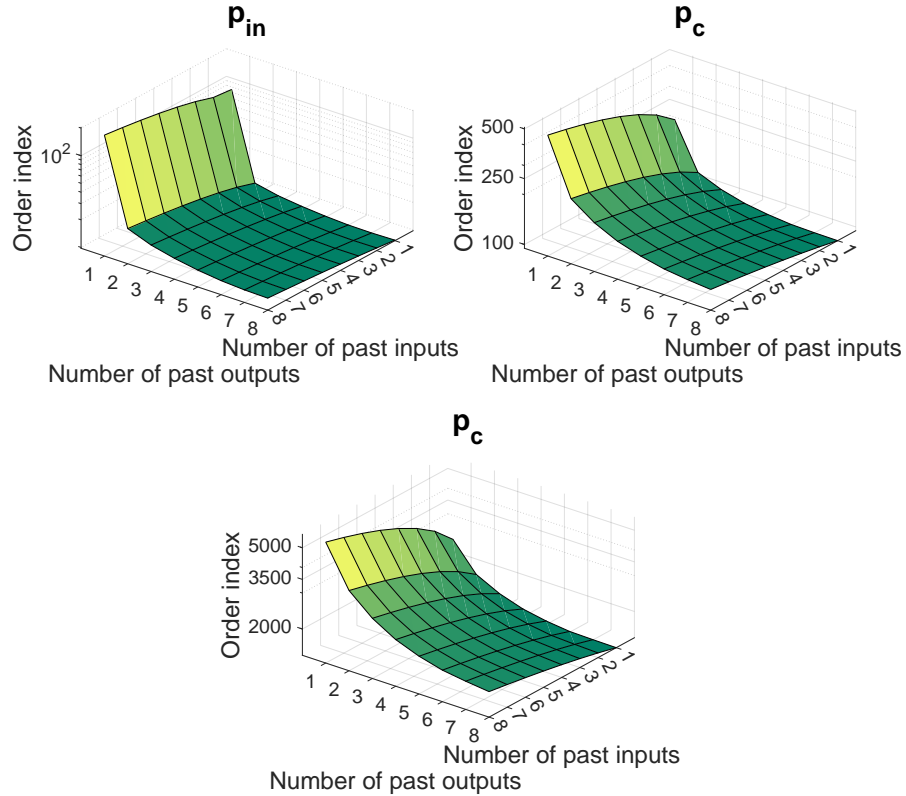 p_in
Order index
10^2
1 2 3 4 5 6 7 8
1 2 3 4 5 6 7 8
Number of past inputs
Number of past outputs
p_c
Order index
500
250
100
1 2 3 4 5 6 7 8
1 2 3 4 5 6 7 8
Number of past inputs
Number of past outputs
p_c
Order index
5000
3500
2000
1 2 3 4 5 6 7 8
1 2 3 4 5 6 7 8
Number of past inputs
Number of past outputs